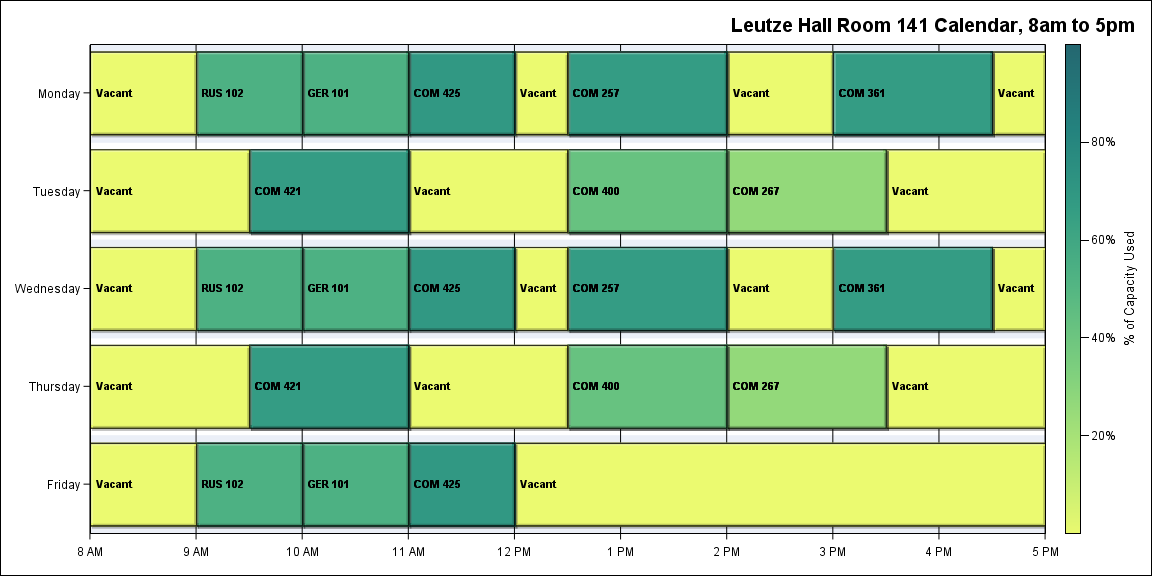 Leutze Hall Room 141 Calendar, 8am to 5pm
Monday
Vacant
RUS 102
GER 101
COM 425
Vacant
COM 257
Vacant
COM 361
Vacant
Tuesday
Vacant
COM 421
Vacant
COM 400
COM 267
Vacant
Wednesday
Vacant
RUS 102
GER 101
COM 425
Vacant
COM 257
Vacant
COM 361
Vacant
Thursday
Vacant
COM 421
Vacant
COM 400
COM 267
Vacant
Friday
Vacant
RUS 102
GER 101
COM 425
Vacant
8 AM
9 AM
10 AM
11 AM
12 PM
1 PM
2 PM
3 PM
4 PM
5 PM
80%
60%
40%
20%
% of Capacity Used